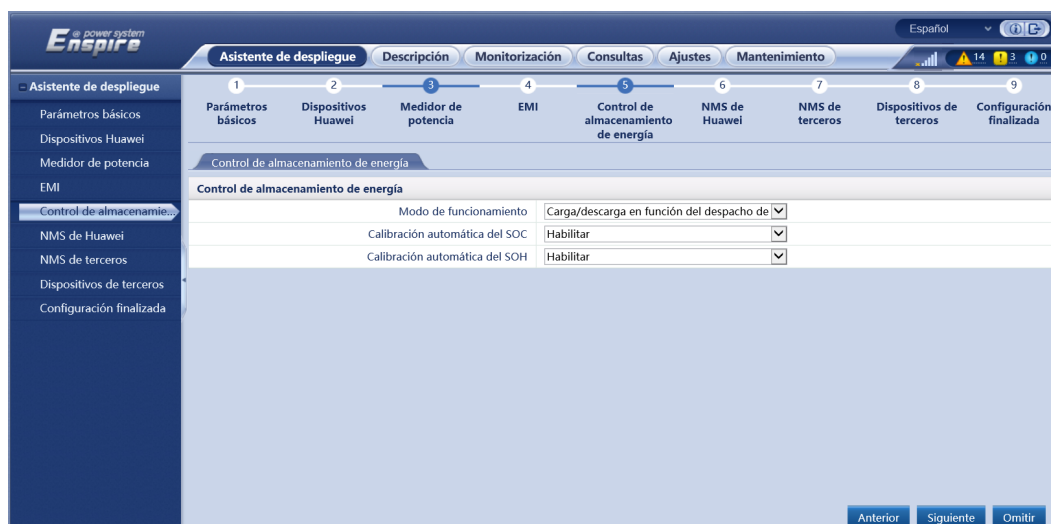 @ power system
Enspire
Español
Asistente de despliegue
Descripción
Monitorización
Consultas
Ajustes
Mantenimiento
14
3
0
Asistente de despliegue
Parámetros básicos
Dispositivos Huawei
Medidor de potencia
EMI
Control de almacenamie...
NMS de Huawei
NMS de terceros
Dispositivos de terceros
Configuración finalizada
1
2
3
4
5
6
7
8
9
Parámetros básicos
Dispositivos Huawei
Medidor de potencia
EMI
Control de almacenamiento de energía
NMS de Huawei
NMS de terceros
Dispositivos de terceros
Configuración finalizada
Control de almacenamiento de energía
Control de almacenamiento de energía
Modo de funcionamiento
Carga/descarga en función del despacho de
Calibración automática del SOC
Habilitar
Calibración automática del SOH
Habilitar
Anterior
Siguiente
Omitir